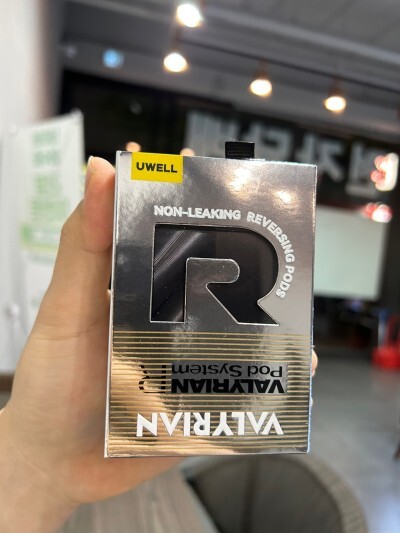 UWELL
NON-LEAKING REVERSING PODS
R
VALYRIAN
Pod System R
VALYRIAN